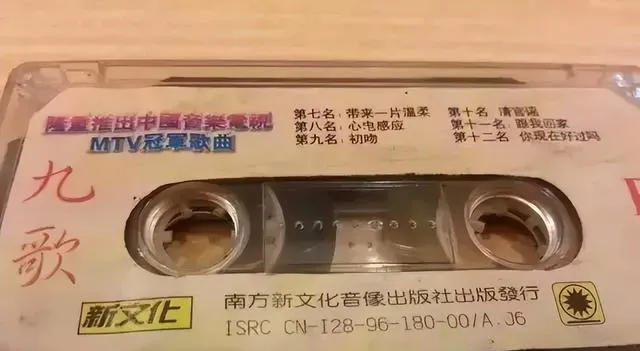 隆重推出中国音樂電視
MTV冠軍歌曲
第七名：带来一片温柔
第八名：心电感应
第九名：初吻
第十名 清官谣
第十一名：跟我回家
第十二名 你现在好过吗
九歌
新文化
南方新文化音像出版社出版發行
ISRC CN-I28-96-180-00/A.J6